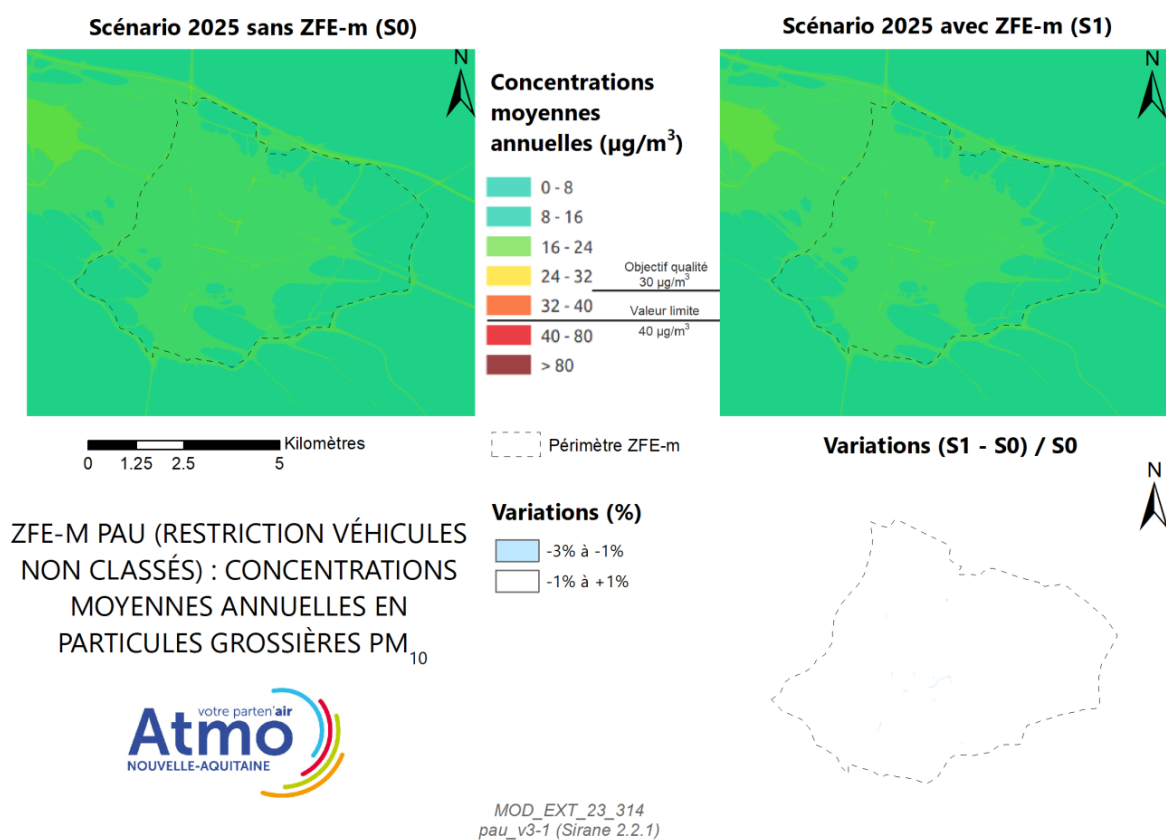 Scénario 2025 sans ZFE-m (S0)
Scénario 2025 avec ZFE-m (S1)
N
N
Concentrations
moyennes
annuelles (µg/m³)
0 - 8
8 - 16
16 - 24
24 - 32
32 - 40
40 - 80
> 80
Objectif qualité
30 µg/m³
Valeur limite
40 µg/m³
Kilomètres
0 1.25 2.5 5
Périmètre ZFE-m
Variations (S1 - S0) / S0
N
Variations (%)
-3% à -1%
-1% à +1%
ZFE-M PAU (RESTRICTION VÉHICULES
NON CLASSÉS) : CONCENTRATIONS
MOYENNES ANNUELLES EN
PARTICULES GROSSIÈRES PM₁₀
votre parten'air
Atmo
NOUVELLE-AQUITAINE
MOD_EXT_23_314
pau_v3-1 (Sirane 2.2.1)